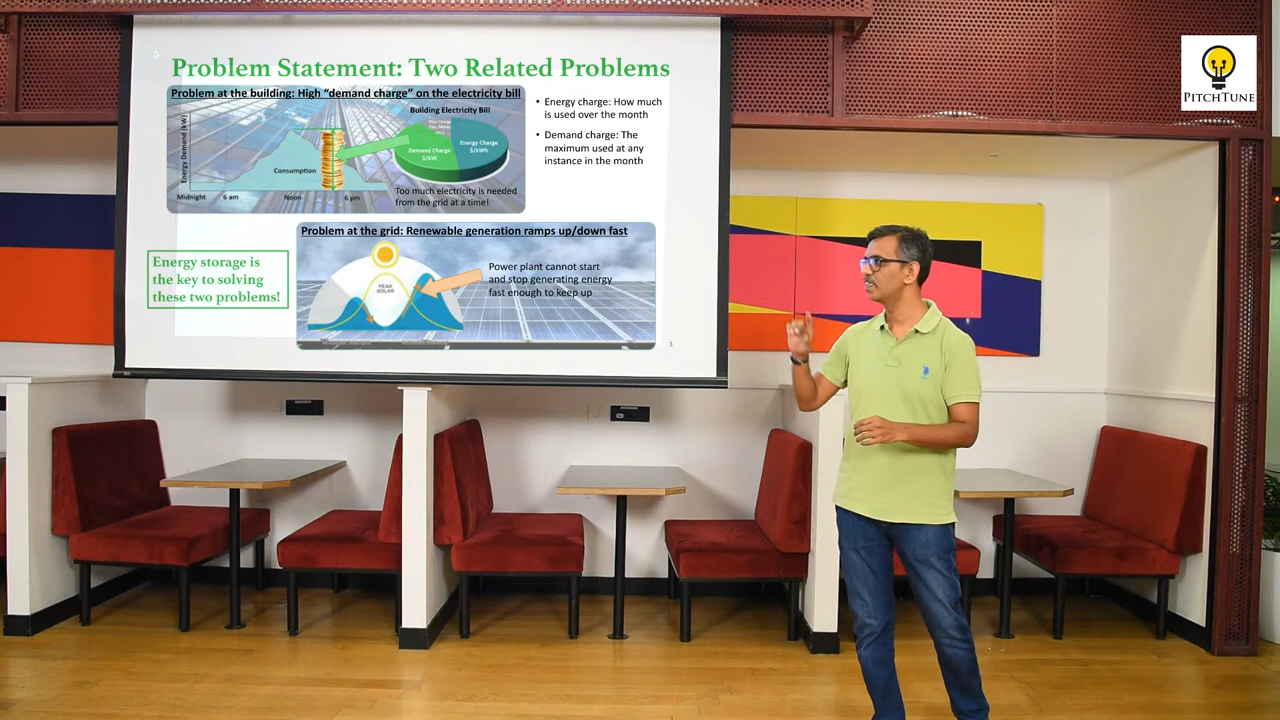 Problem Statement: Two Related Problems
Problem at the building: High “demand charge” on the electricity bill
Energy Demand (kW)
Consumption
Midnight
6 am
Noon
6 pm
Building Electricity Bill
Demand Charge
$/kW
Energy Charge
$/kWh
Too much electricity is needed
from the grid at a time!
• Energy charge: How much
is used over the month
• Demand charge: The
maximum used at any
instance in the month
Energy storage is
the key to solving
these two problems!
Problem at the grid: Renewable generation ramps up/down fast
PEAK
SOLAR
Power plant cannot start
and stop generating energy
fast enough to keep up
3
PITCHTUNE